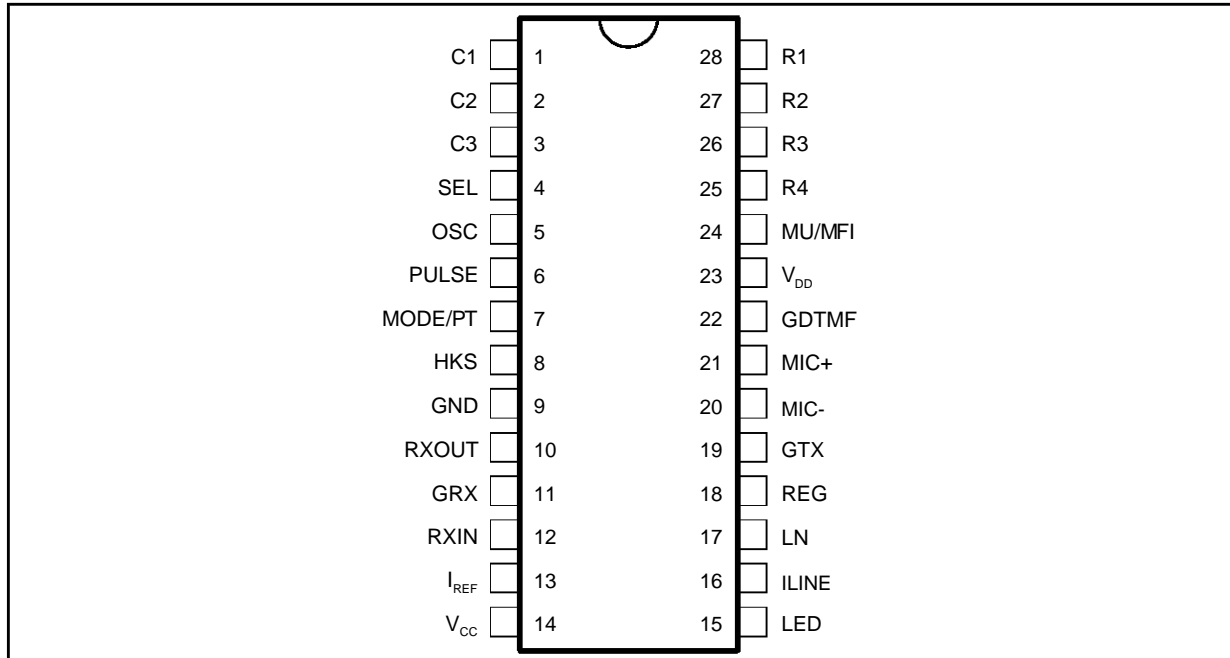 C1 1 28 R1
C2 2 27 R2
C3 3 26 R3
SEL 4 25 R4
OSC 5 24 MU/MFI
PULSE 6 23 VDD
MODE/PT 7 22 GDTMF
HKS 8 21 MIC+
GND 9 20 MIC-
RXOUT 10 19 GTX
GRX 11 18 REG
RXIN 12 17 LN
IREF 13 16 ILINE
VCC 14 15 LED